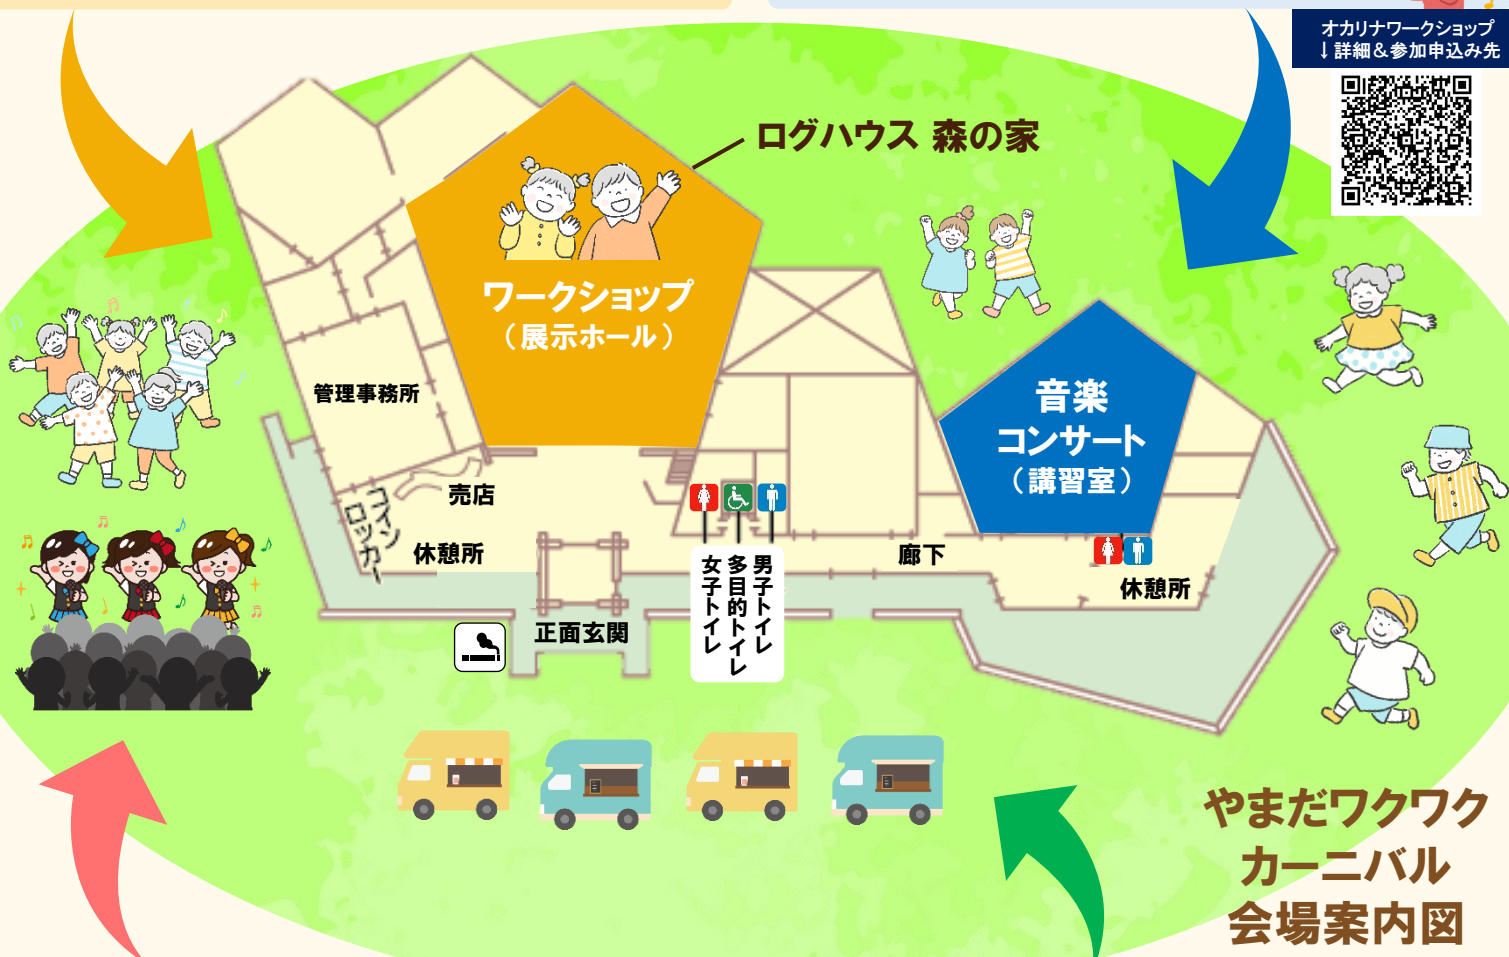 オカリナワークショップ
↓詳細＆参加申込み先
ログハウス 森の家
ワークショップ
（展示ホール）
音楽
コンサート
（講習室）
管理事務所
売店
コインロッカー
休憩所
正面玄関
女子トイレ
多目的トイレ
男子トイレ
廊下
休憩所
やまだワクワク
カーニバル
会場案内図